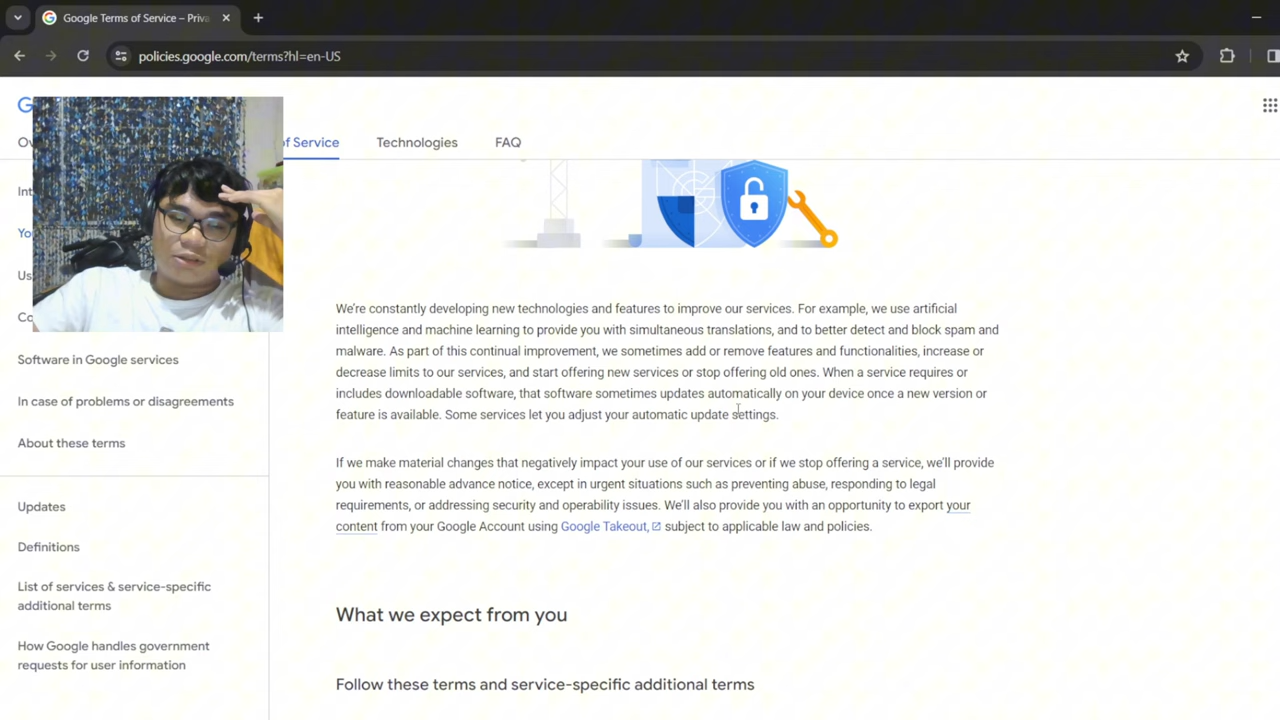 Google Terms of Service – Priva
policies.google.com/terms?hl=en-US
G
Ov
of Service
Technologies
FAQ
Int
Yo
Us
Co
Software in Google services
In case of problems or disagreements
About these terms
Updates
Definitions
List of services & service-specific
additional terms
How Google handles government
requests for user information
We're constantly developing new technologies and features to improve our services. For example, we use artificial
intelligence and machine learning to provide you with simultaneous translations, and to better detect and block spam and
malware. As part of this continual improvement, we sometimes add or remove features and functionalities, increase or
decrease limits to our services, and start offering new services or stop offering old ones. When a service requires or
includes downloadable software, that software sometimes updates automatically on your device once a new version or
feature is available. Some services let you adjust your automatic update settings.
If we make material changes that negatively impact your use of our services or if we stop offering a service, we'll provide
you with reasonable advance notice, except in urgent situations such as preventing abuse, responding to legal
requirements, or addressing security and operability issues. We'll also provide you with an opportunity to export your
content from your Google Account using Google Takeout, subject to applicable law and policies.
What we expect from you
Follow these terms and service-specific additional terms